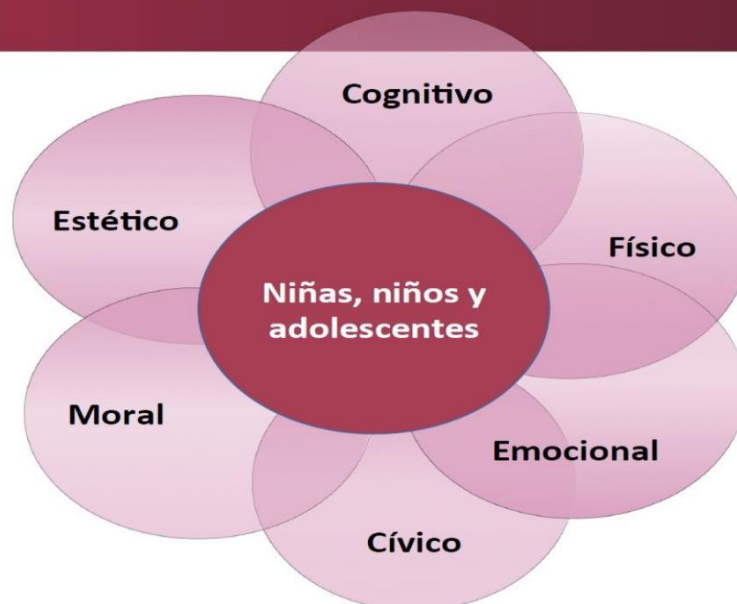 Cognitivo
Estético
Físico
Niñas, niños y
adolescentes
Moral
Emocional
Cívico